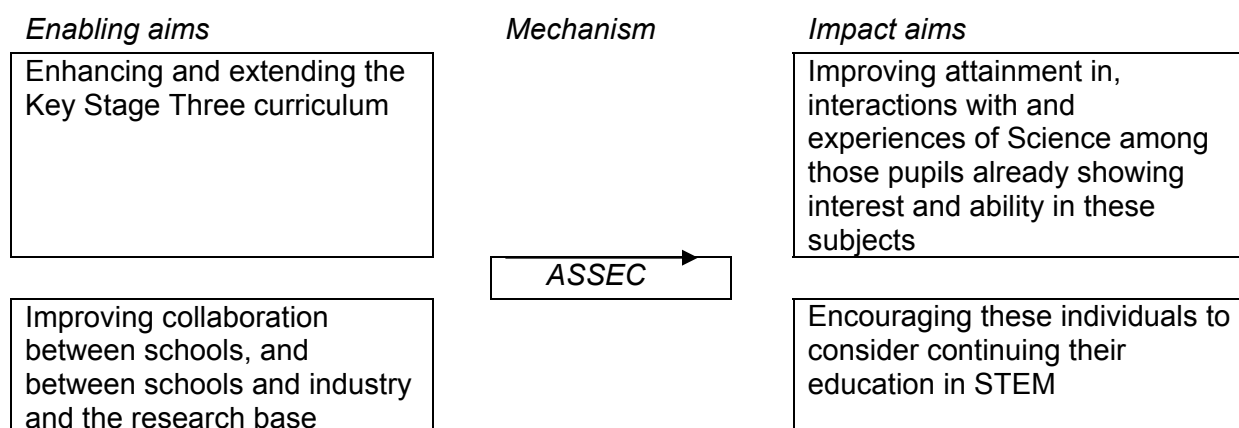 Enabling aims
Mechanism
Impact aims
Enhancing and extending the
Key Stage Three curriculum
Improving attainment in,
interactions with and
experiences of Science among
those pupils already showing
interest and ability in these
subjects
ASSEC
Improving collaboration
between schools, and
between schools and industry
and the research base
Encouraging these individuals to
consider continuing their
education in STEM